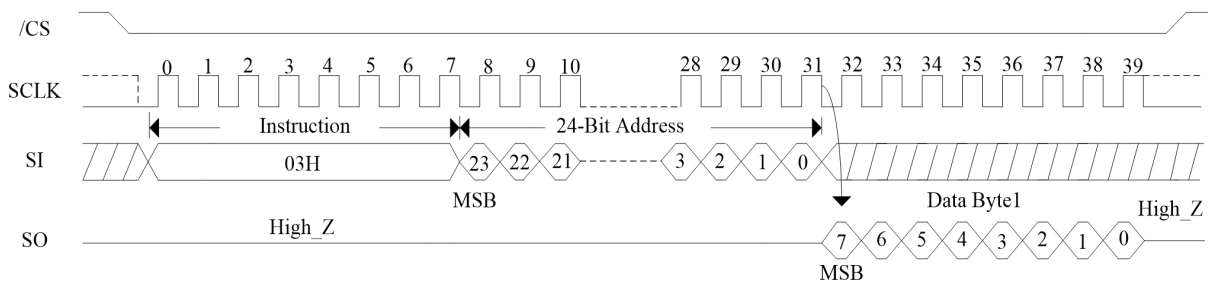 /CS
0 1 2 3 4 5 6 7 8 9 10 28 29 30 31 32 33 34 35 36 37 38 39
SCLK
Instruction 24-Bit Address
SI 03H 23 22 21 3 2 1 0
MSB Data Byte1
High_Z High_Z
SO 7 6 5 4 3 2 1 0
MSB